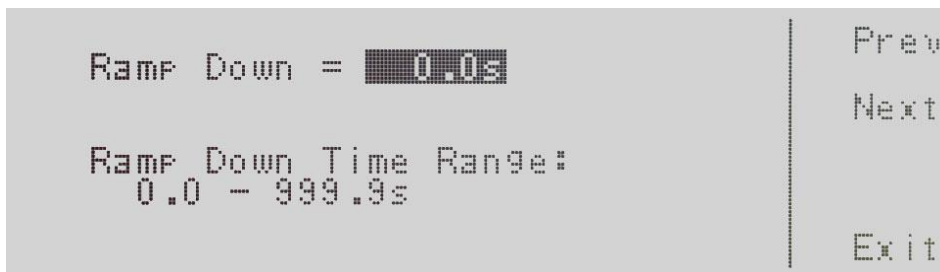 Ramp Down = 0.0s
Prev
Next
Ramp Down Time Range:
0.0 - 999.9s
Exit